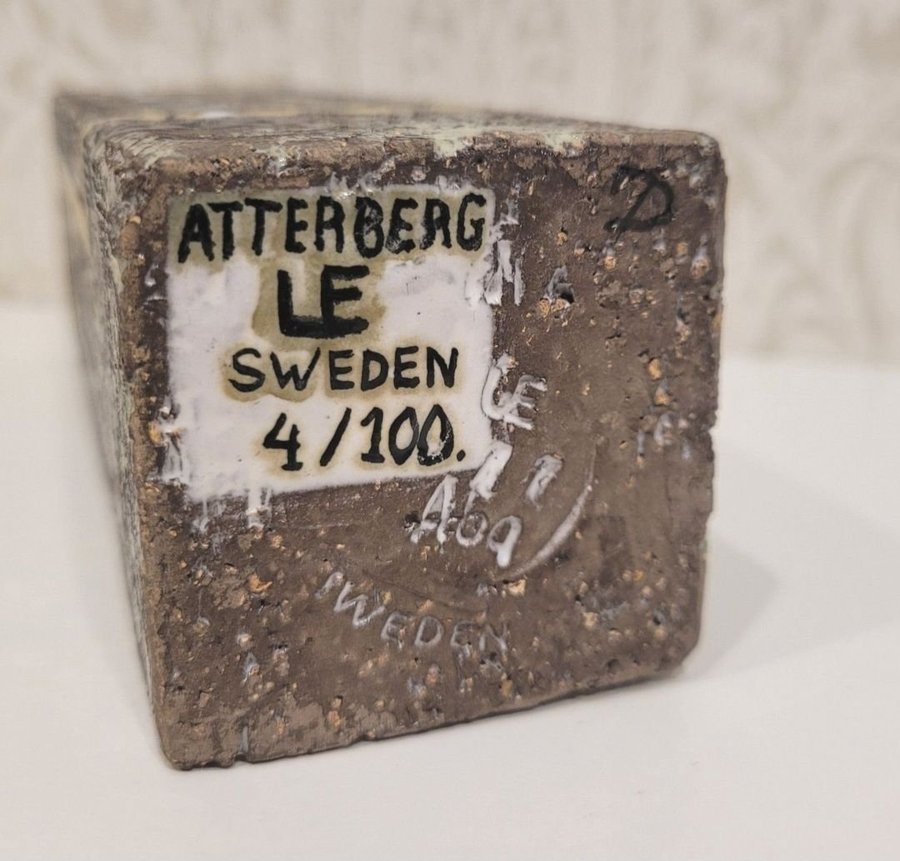 ATTERBERG
LE
SWEDEN
4/100.
D
SWEDEN